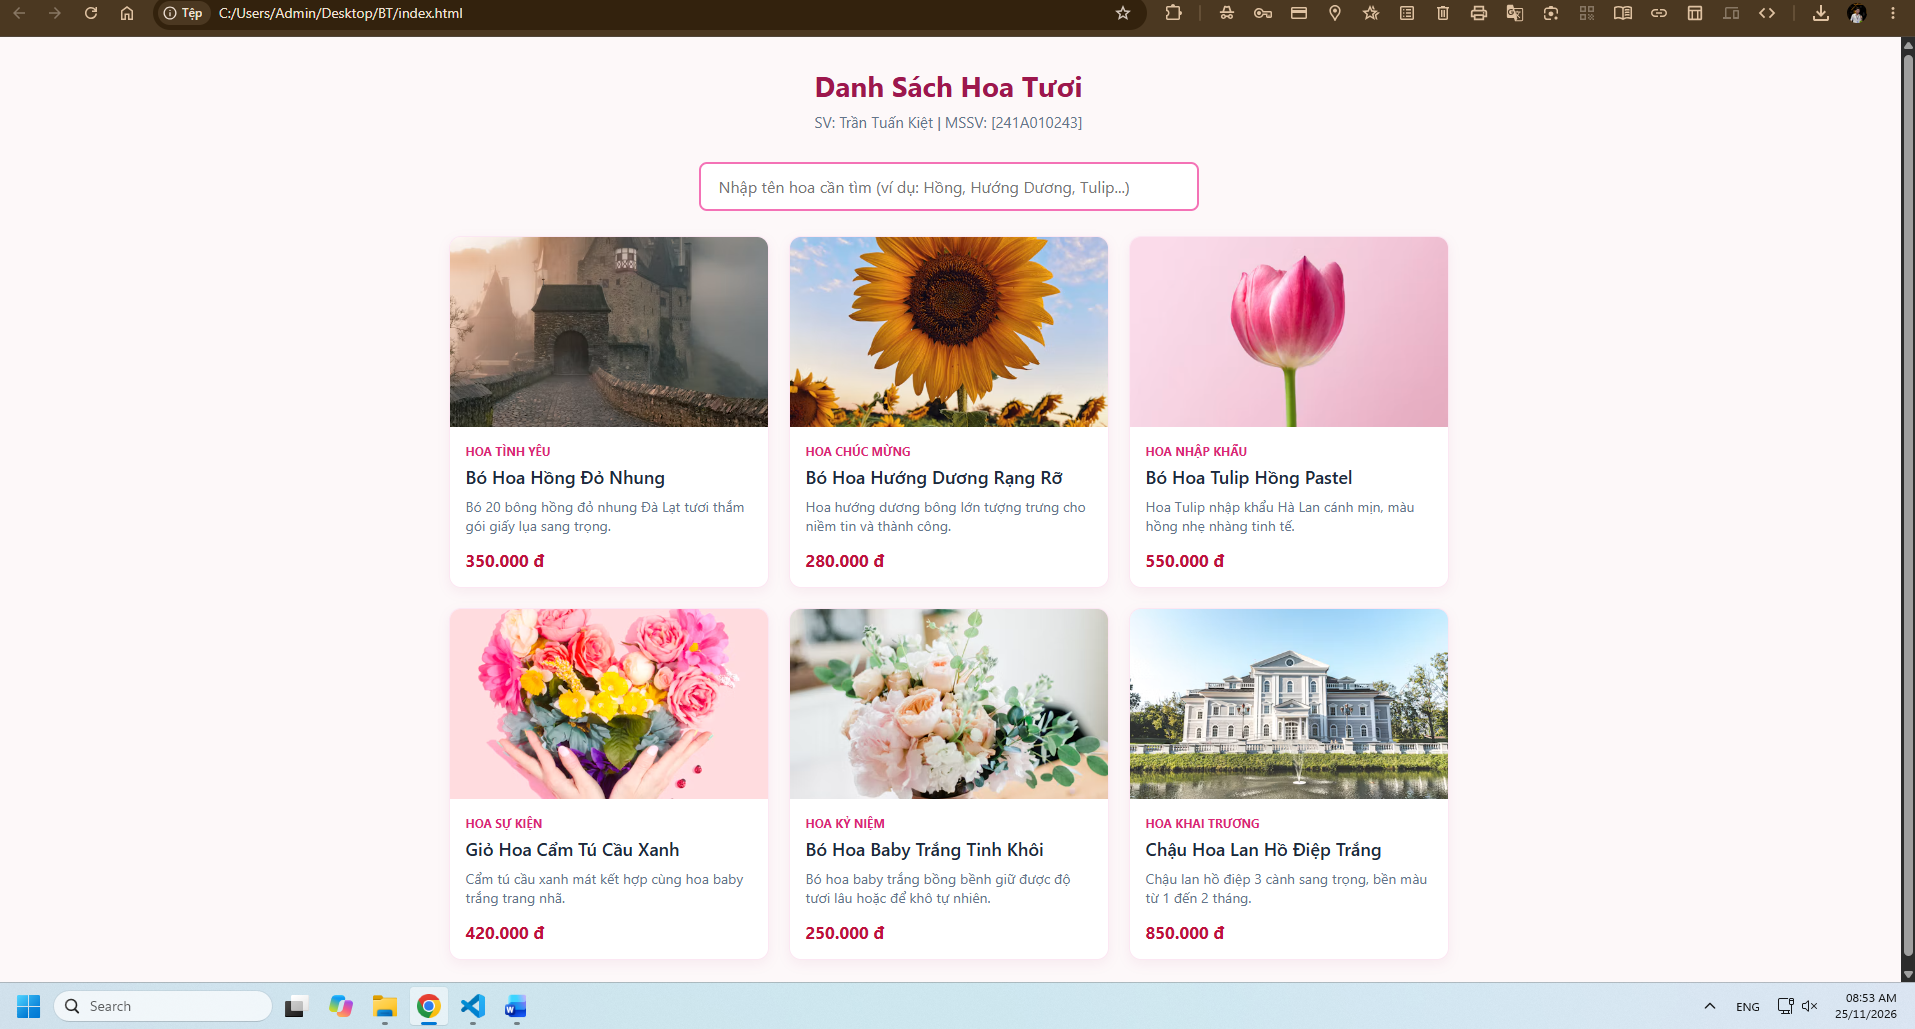 Tệp
C:/Users/Admin/Desktop/BT/index.html
Danh Sách Hoa Tươi
SV: Trần Tuấn Kiệt | MSSV: [241A010243]
Nhập tên hoa cần tìm (ví dụ: Hồng, Hướng Dương, Tulip...)
HOA TÌNH YÊU
Bó Hoa Hồng Đỏ Nhung
Bó 20 bông hồng đỏ nhung Đà Lạt tươi thắm
gói giấy lụa sang trọng.
350.000 đ
HOA CHÚC MỪNG
Bó Hoa Hướng Dương Rạng Rỡ
Hoa hướng dương bông lớn tượng trưng cho
niềm tin và thành công.
280.000 đ
HOA NHẬP KHẨU
Bó Hoa Tulip Hồng Pastel
Hoa Tulip nhập khẩu Hà Lan cánh mịn, màu
hồng nhẹ nhàng tinh tế.
550.000 đ
HOA SỰ KIỆN
Giỏ Hoa Cẩm Tú Cầu Xanh
Cẩm tú cầu xanh mát kết hợp cùng hoa baby
trắng trang nhã.
420.000 đ
HOA KỶ NIỆM
Bó Hoa Baby Trắng Tinh Khôi
Bó hoa baby trắng bồng bềnh giữ được độ
tươi lâu hoặc để khô tự nhiên.
250.000 đ
HOA KHAI TRƯƠNG
Chậu Hoa Lan Hồ Điệp Trắng
Chậu lan hồ điệp 3 cành sang trọng, bền màu
từ 1 đến 2 tháng.
850.000 đ
Search
ENG
08:53 AM
25/11/2026